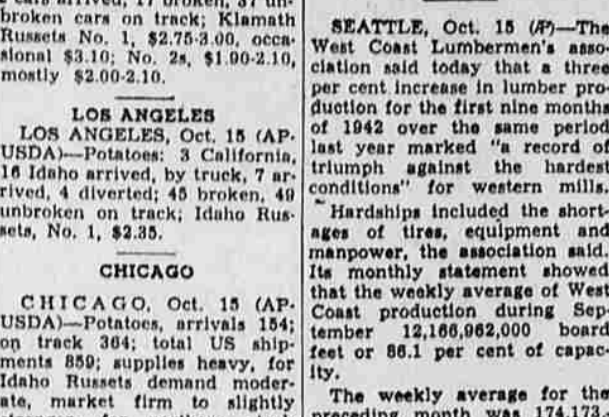 broken cars on track; Klamath
Russets No. 1, $2.75-3.00, occa-
sional $3.10; No. 2s, $1.90-2.10,
mostly $2.00-2.10.
LOS ANGELES
LOS ANGELES, Oct. 15 (AP-
USDA)—Potatoes: 3 California,
16 Idaho arrived, by truck, 7 ar-
rived, 4 diverted; 45 broken, 49
unbroken on track; Idaho Rus-
sets, No. 1, $2.35.
CHICAGO
CHICAGO, Oct. 15 (AP-
USDA)—Potatoes, arrivals 154;
on track 364; total US ship-
ments 859; supplies heavy, for
Idaho Russets demand moder-
ate, market firm to slightly
SEATTLE, Oct. 15 (AP)—The
West Coast Lumbermen's asso-
ciation said today that a three
per cent increase in lumber pro-
duction for the first nine months
of 1942 over the same period
last year marked "a record of
triumph against the hardest
conditions" for western mills.
Hardships included the short-
ages of tires, equipment and
manpower, the association said.
Its monthly statement showed
that the weekly average of West
Coast production during Sep-
tember 12,166,962,000 board
feet or 86.1 per cent of capac-
ity.
The weekly average for the
preceding month was 174,178,